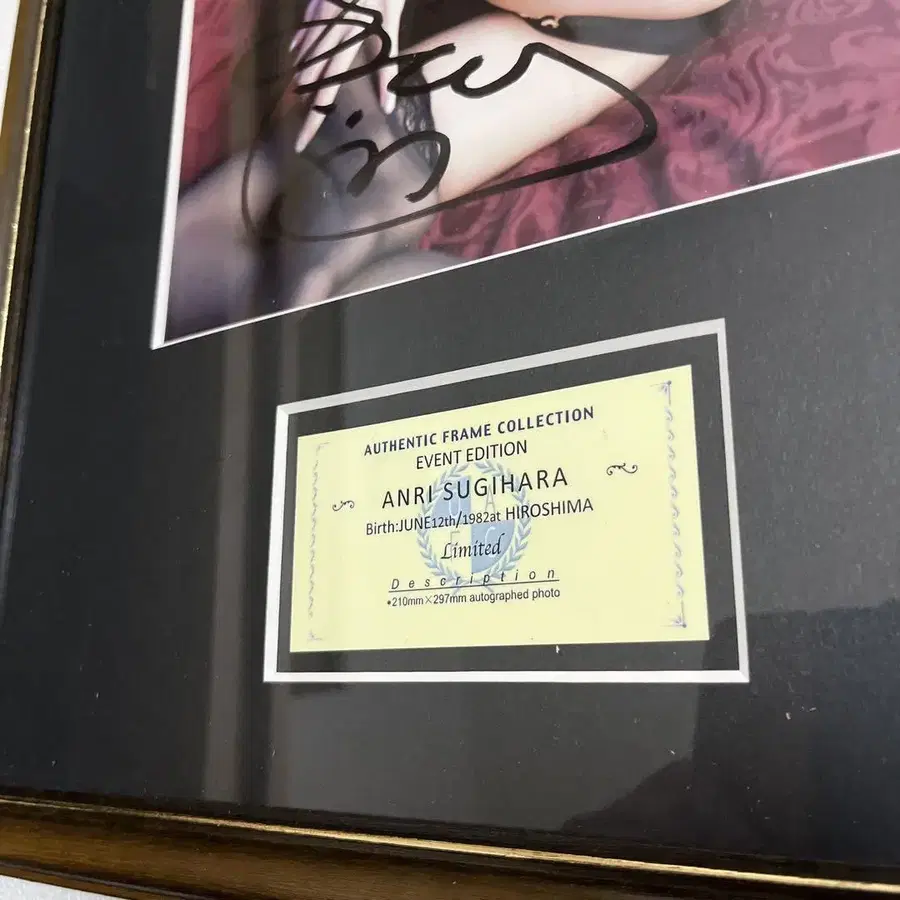 AUTHENTIC FRAME COLLECTION
EVENT EDITION
ANRI SUGIHARA
Birth:JUNE12th/1982at HIROSHIMA
Limited
Description
•210mm×297mm autographed photo